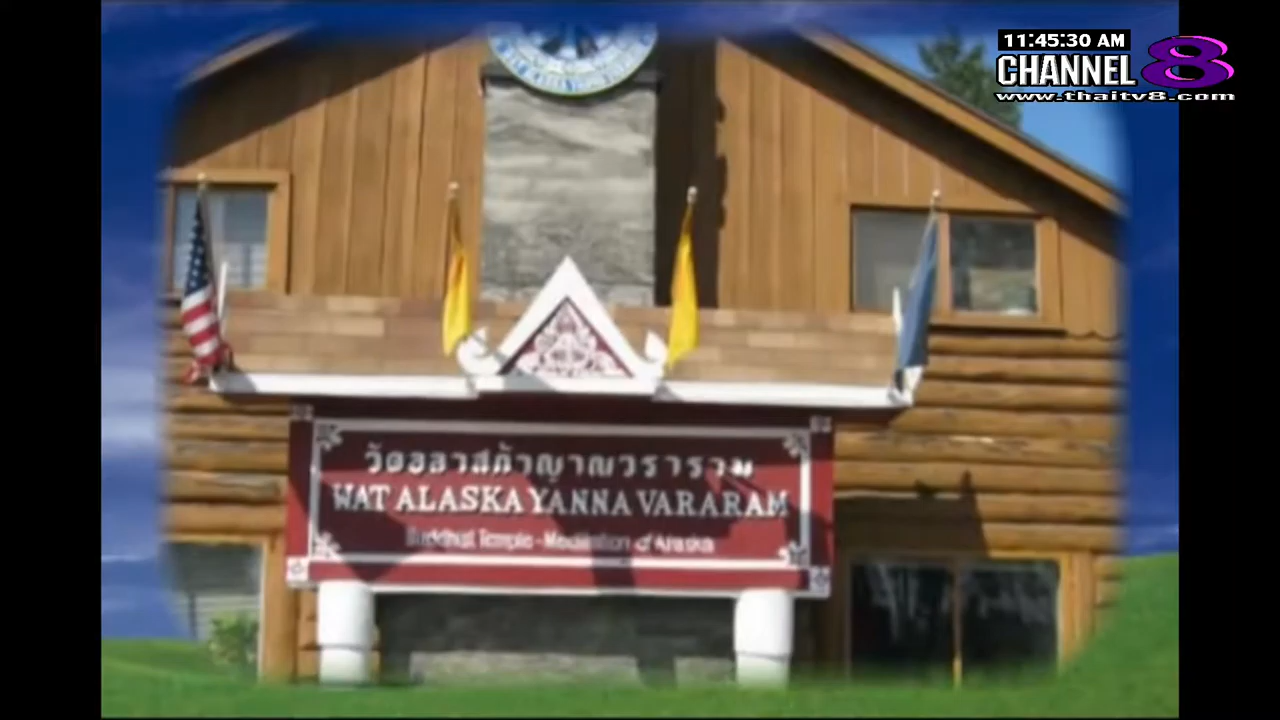 11:45:30 AM
CHANNEL 8
www.thaitv8.com
วัดอลาสก้าญาณวราราม
WAT ALASKA YANNA VARARAM
Buddhist Temple - Meditation of Alaska